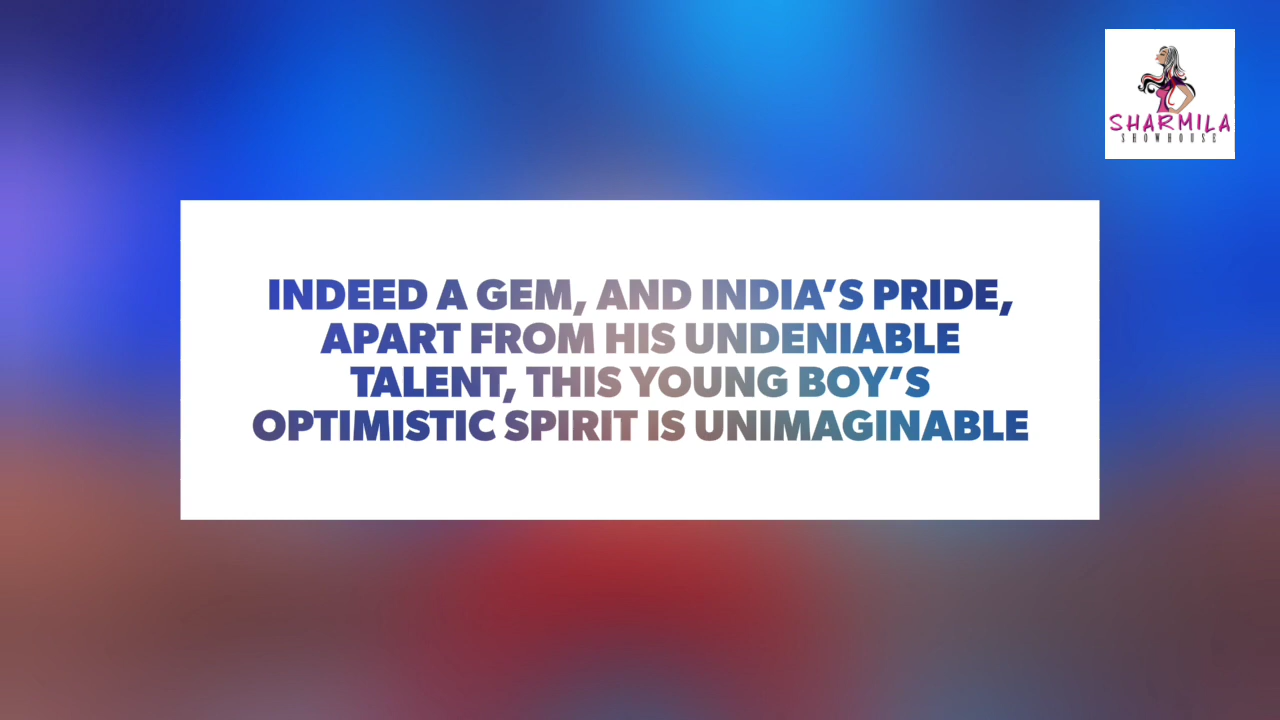 SHARMILA
SHOWHOUSE
INDEED A GEM, AND INDIA’S PRIDE,
APART FROM HIS UNDENIABLE
TALENT, THIS YOUNG BOY’S
OPTIMISTIC SPIRIT IS UNIMAGINABLE